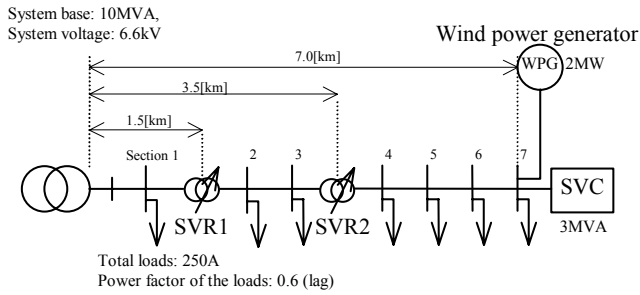 System base: 10MVA,
System voltage: 6.6kV
Wind power generator
7.0[km]
WPG
2MW
3.5[km]
1.5[km]
Section 1
2
3
4
5
6
7
SVR1
SVR2
SVC
3MVA
Total loads: 250A
Power factor of the loads: 0.6 (lag)